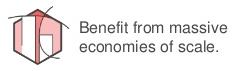 Benefit from massive
economies of scale.